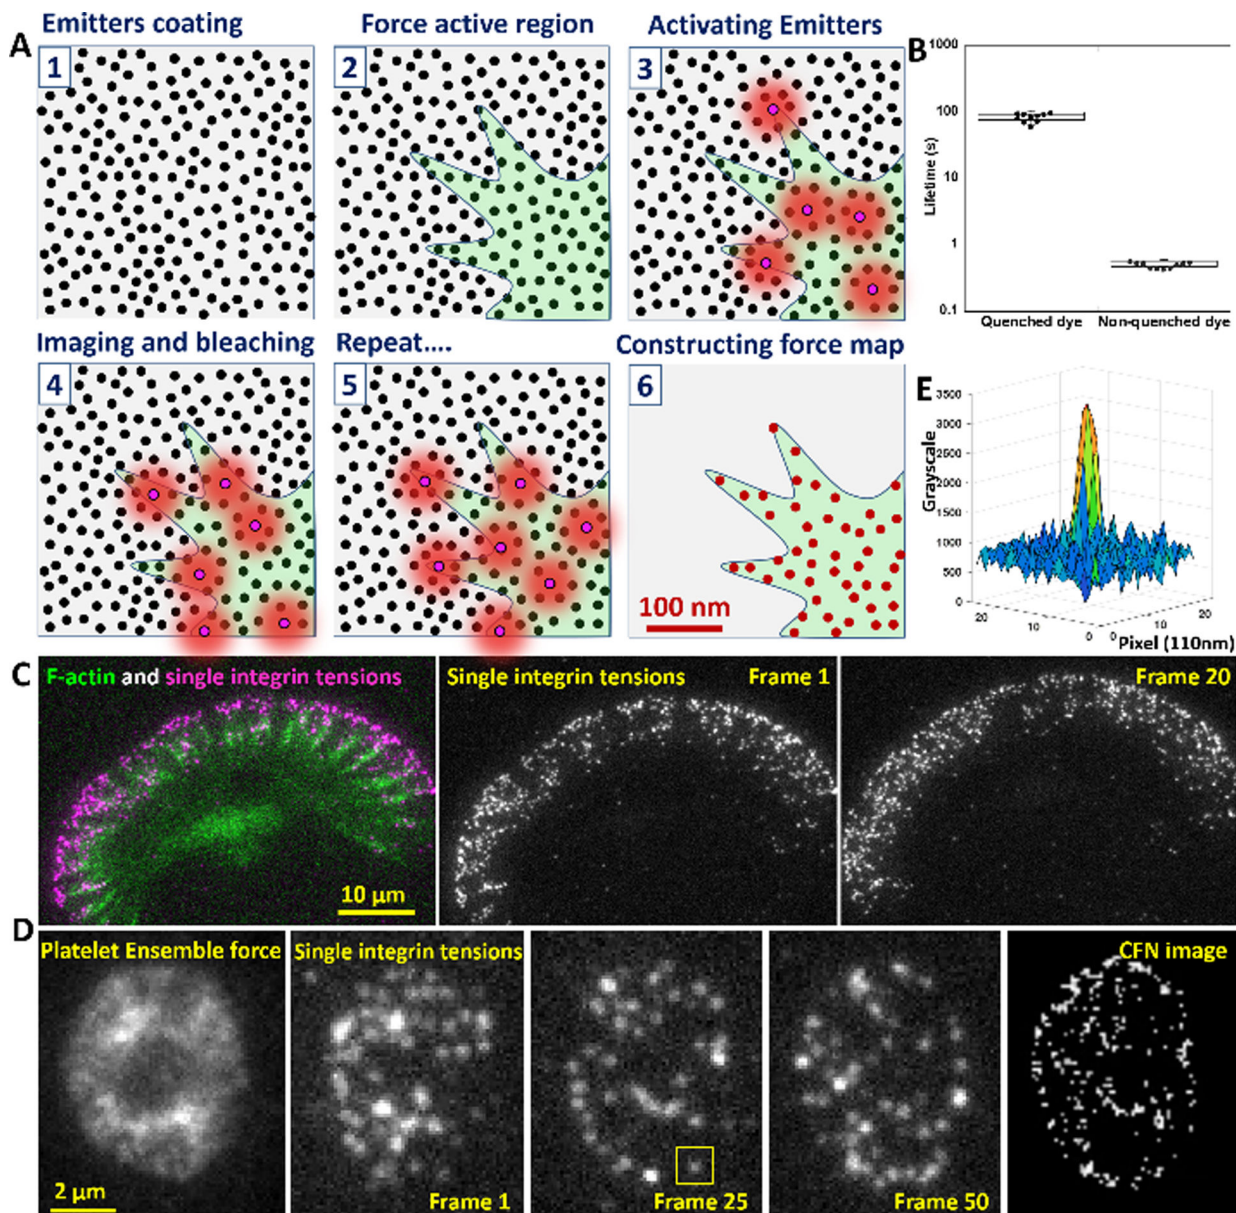 Emitters coating
Force active region
Activating Emitters
A
1
2
3
B
1000
100
10
1
0.1
Lifetime (s)
Quenched dye
Non-quenched dye
Imaging and bleaching
Repeat....
Constructing force map
4
5
6
100 nm
E
3500
3000
2500
2000
1500
1000
500
0
Grayscale
20
10
0
0
10
20
Pixel (110nm)
C
F-actin and single integrin tensions
10 µm
Single integrin tensions
Frame 1
Frame 20
D
Platelet Ensemble force
2 µm
Single integrin tensions
Frame 1
Frame 25
Frame 50
CFN image